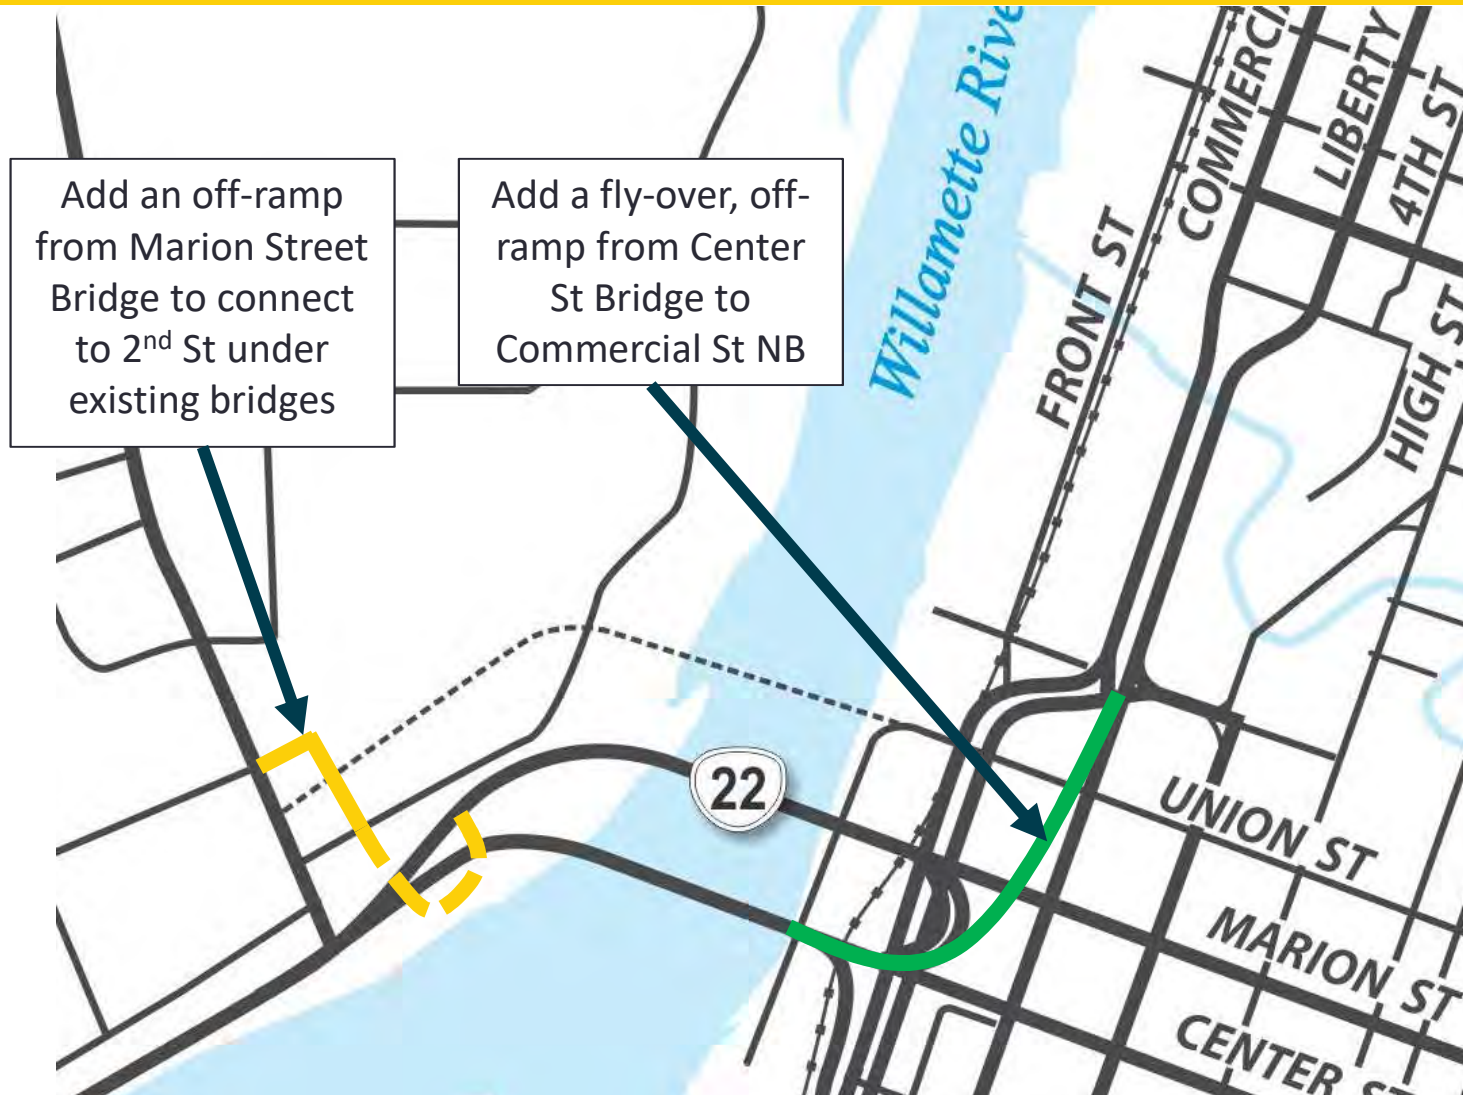 Add an off-ramp
from Marion Street
Bridge to connect
to 2nd St under
existing bridges
Add a fly-over, off-
ramp from Center
St Bridge to
Commercial St NB
Willamette Rive
FRONT ST
COMMERCIA
LIBERTY
4TH ST
HIGH ST
22
UNION ST
MARION ST
CENTER ST